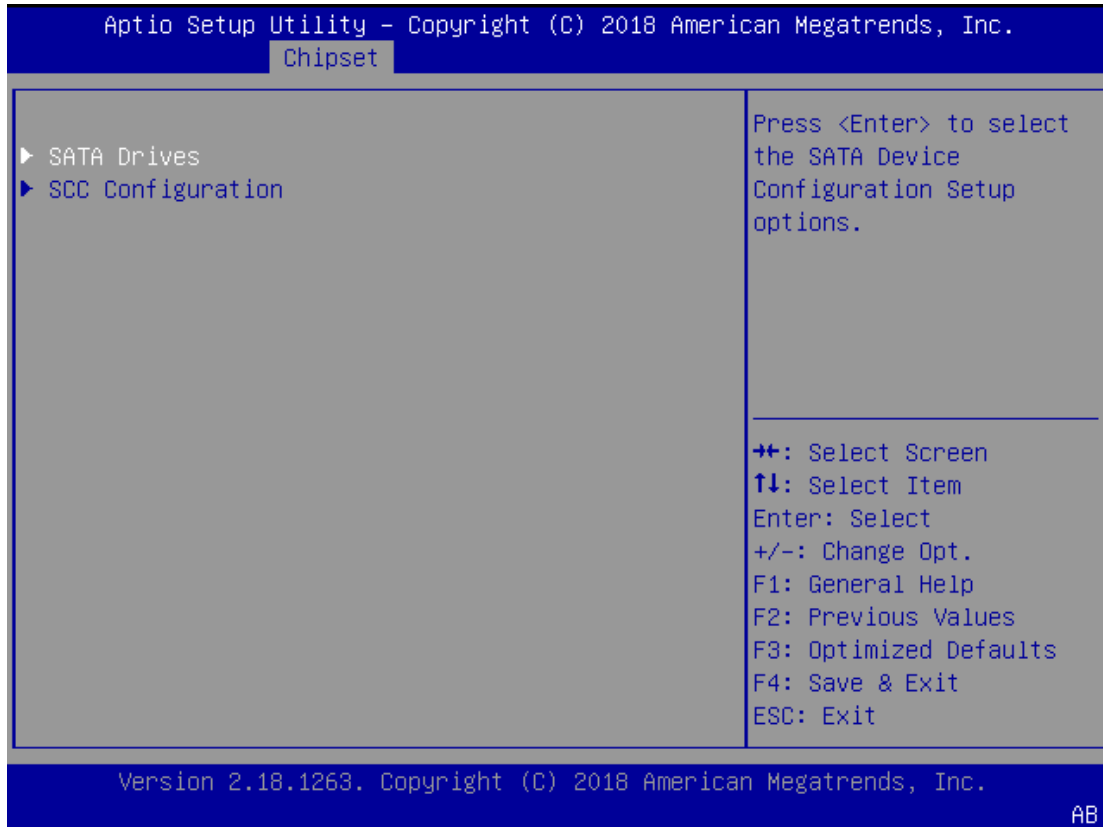 Aptio Setup Utility – Copyright (C) 2018 American Megatrends, Inc.
Chipset
▶ SATA Drives
▶ SCC Configuration
Press <Enter> to select
the SATA Device
Configuration Setup
options.
→←: Select Screen
↑↓: Select Item
Enter: Select
+/-: Change Opt.
F1: General Help
F2: Previous Values
F3: Optimized Defaults
F4: Save & Exit
ESC: Exit
Version 2.18.1263. Copyright (C) 2018 American Megatrends, Inc.
AB